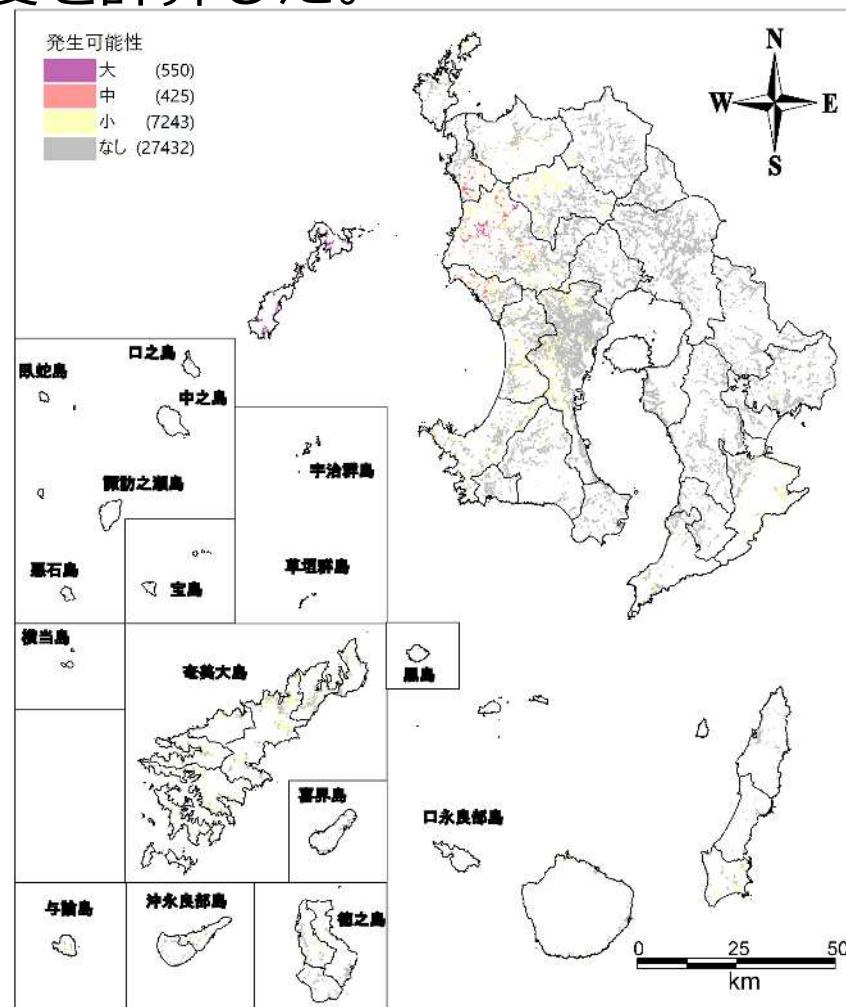 度を計算した。
発生可能性
大 (550)
中 (425)
小 (7243)
なし (27432)
N
W E
S
口之島
臥蛇島
中之島
宇治群島
諏訪之瀬島
草垣群島
悪石島
宝島
横当島
奄美大島
黒島
喜界島
口永良部島
与論島
沖永良部島
徳之島
0 25 50
km